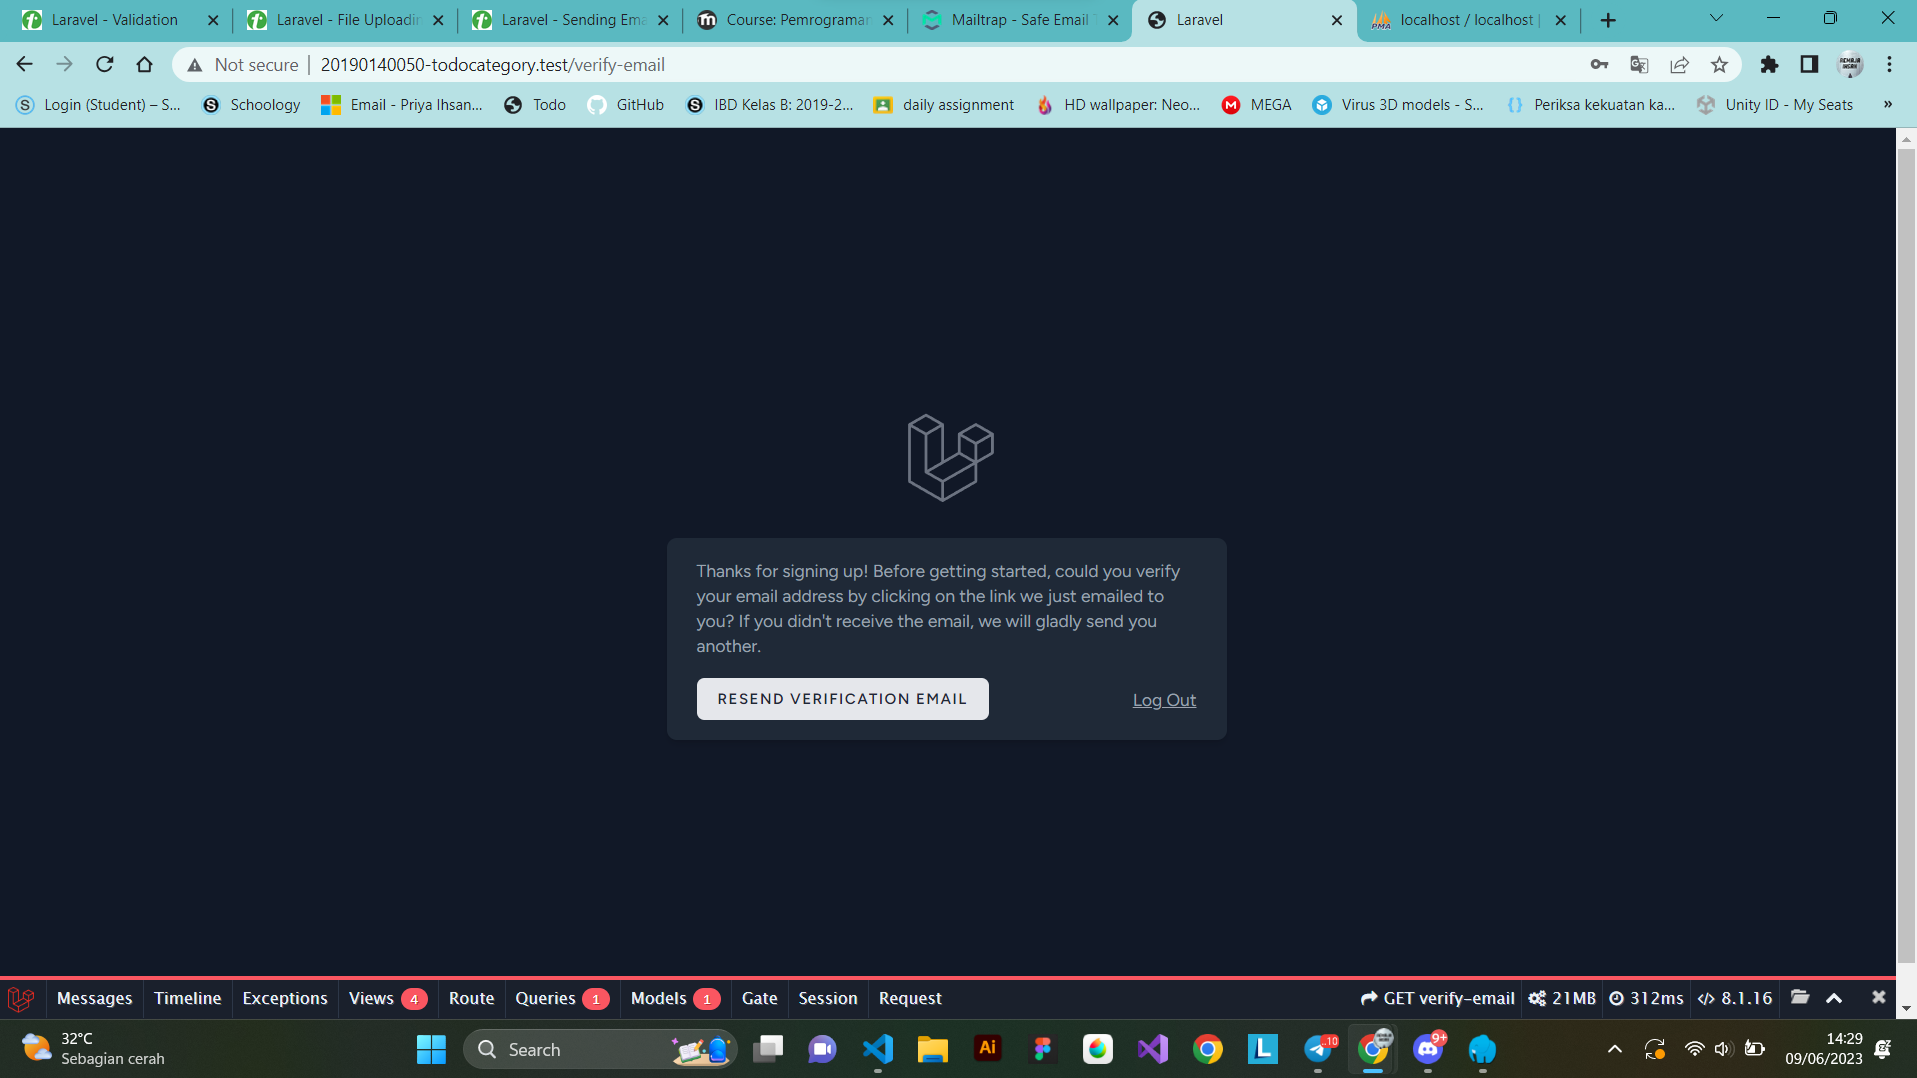 Laravel - Validation
Laravel - File Uploadin
Laravel - Sending Ema
Course: Pemrograman
Mailtrap - Safe Email T
Laravel
localhost / localhost |
Not secure | 20190140050-todocategory.test/verify-email
Login (Student) – S...
Schoology
Email - Priya Ihsan...
Todo
GitHub
IBD Kelas B: 2019-2...
daily assignment
HD wallpaper: Neo...
MEGA
Virus 3D models - S...
Periksa kekuatan ka...
Unity ID - My Seats
»
Thanks for signing up! Before getting started, could you verify
your email address by clicking on the link we just emailed to
you? If you didn't receive the email, we will gladly send you
another.
RESEND VERIFICATION EMAIL
Log Out
Messages
Timeline
Exceptions
Views 4
Route
Queries 1
Models 1
Gate
Session
Request
GET verify-email
21MB
312ms
8.1.16
32°C
Sebagian cerah
Search
Ai
L
..10
9+
14:29
09/06/2023